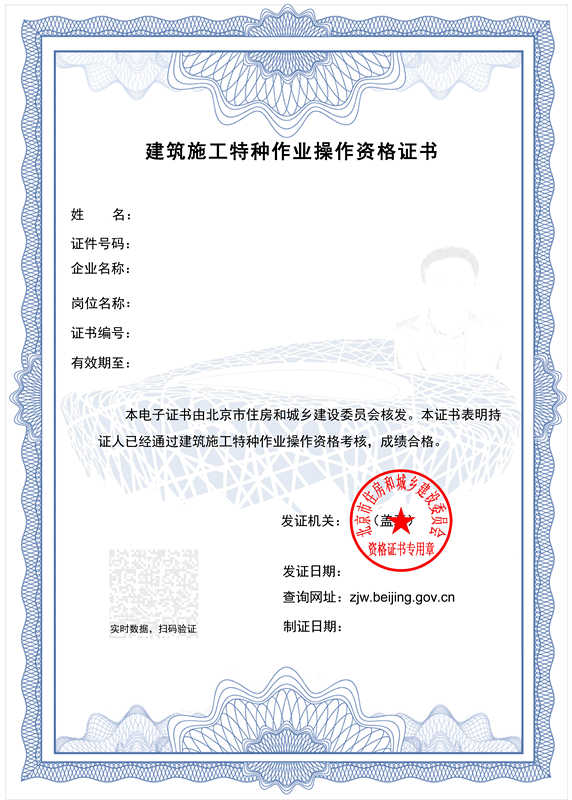 建筑施工特种作业操作资格证书
姓 名：
证件号码：
企业名称：
岗位名称：
证书编号：
有效期至：
本电子证书由北京市住房和城乡建设委员会核发。本证书表明持
证人已经通过建筑施工特种作业操作资格考核，成绩合格。
北京市住房和城乡建设委员会
发证机关： （盖章）
资格证书专用章
发证日期：
查询网址：zjw.beijing.gov.cn
制证日期：
实时数据，扫码验证